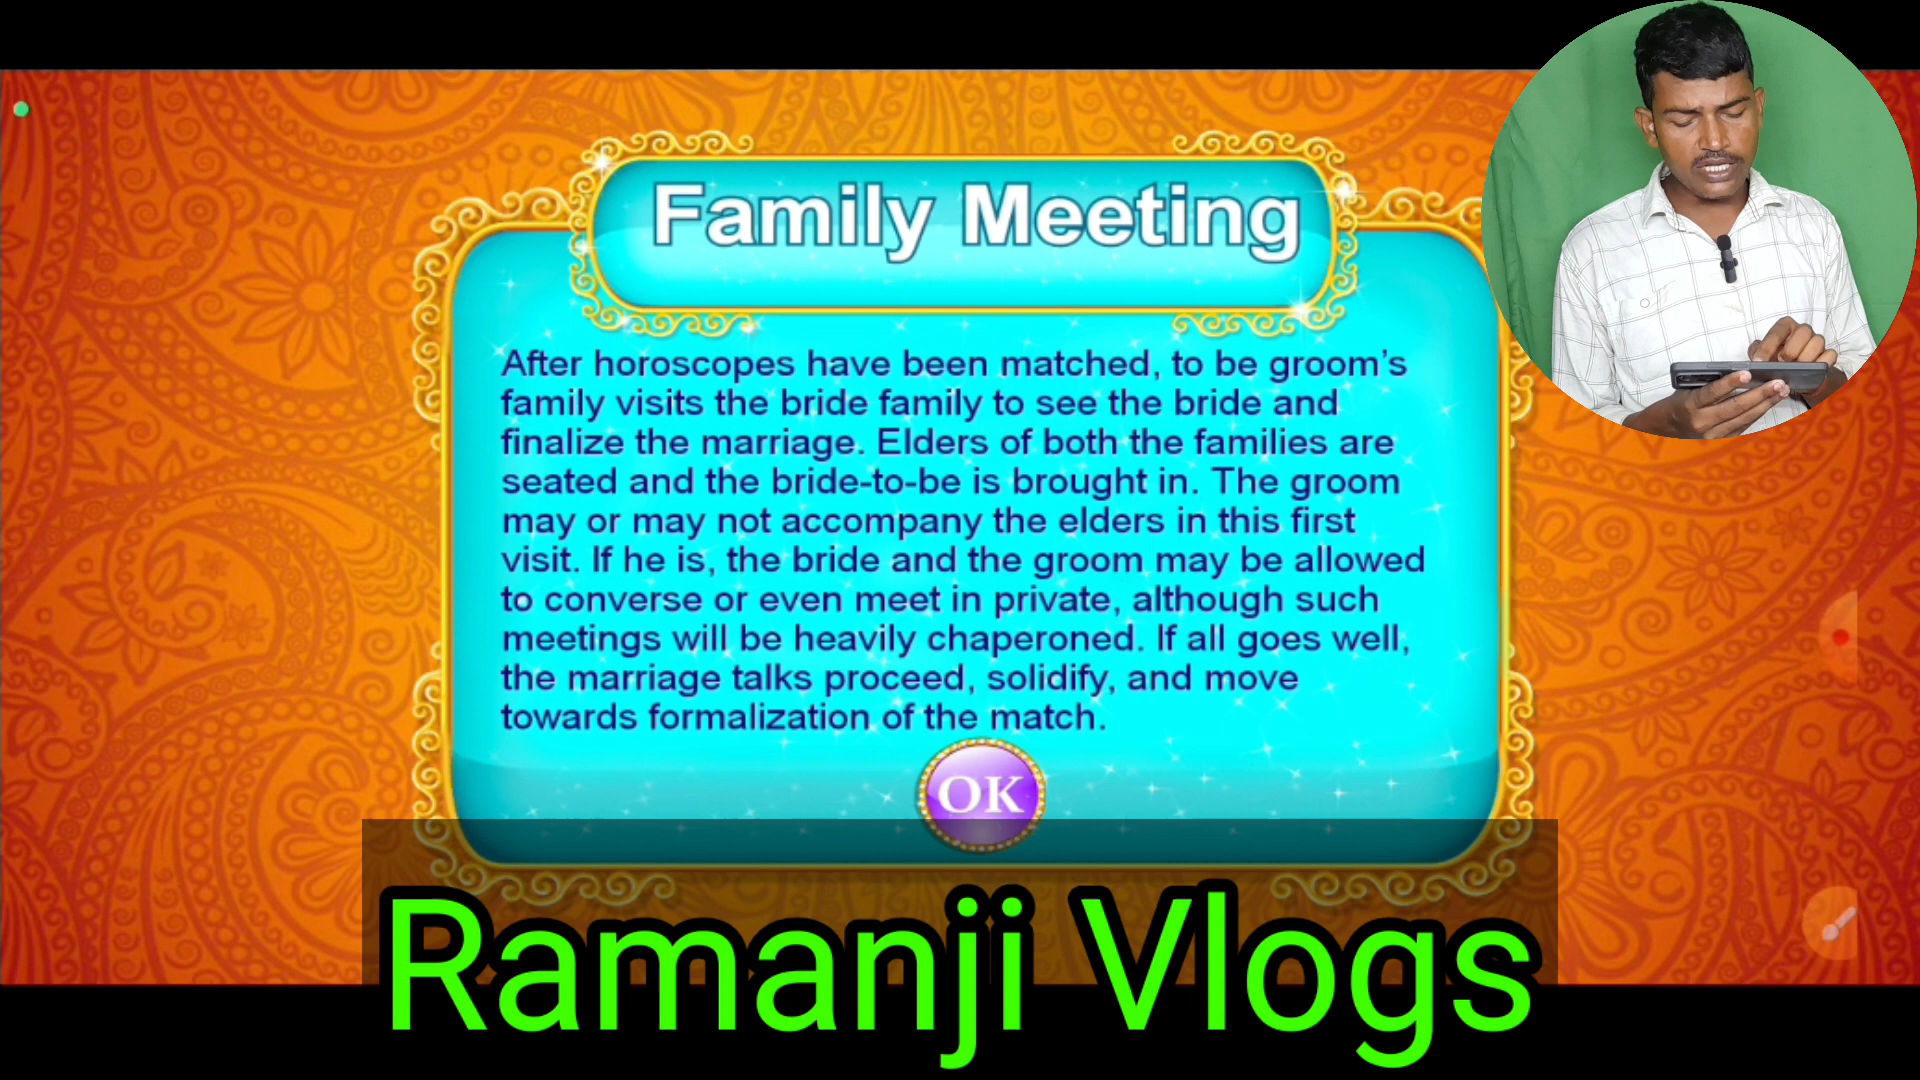 Family Meeting
After horoscopes have been matched, to be groom's
family visits the bride family to see the bride and
finalize the marriage. Elders of both the families are
seated and the bride-to-be is brought in. The groom
may or may not accompany the elders in this first
visit. If he is, the bride and the groom may be allowed
to converse or even meet in private, although such
meetings will be heavily chaperoned. If all goes well,
the marriage talks proceed, solidify, and move
towards formalization of the match.
OK
Ramanji Vlogs